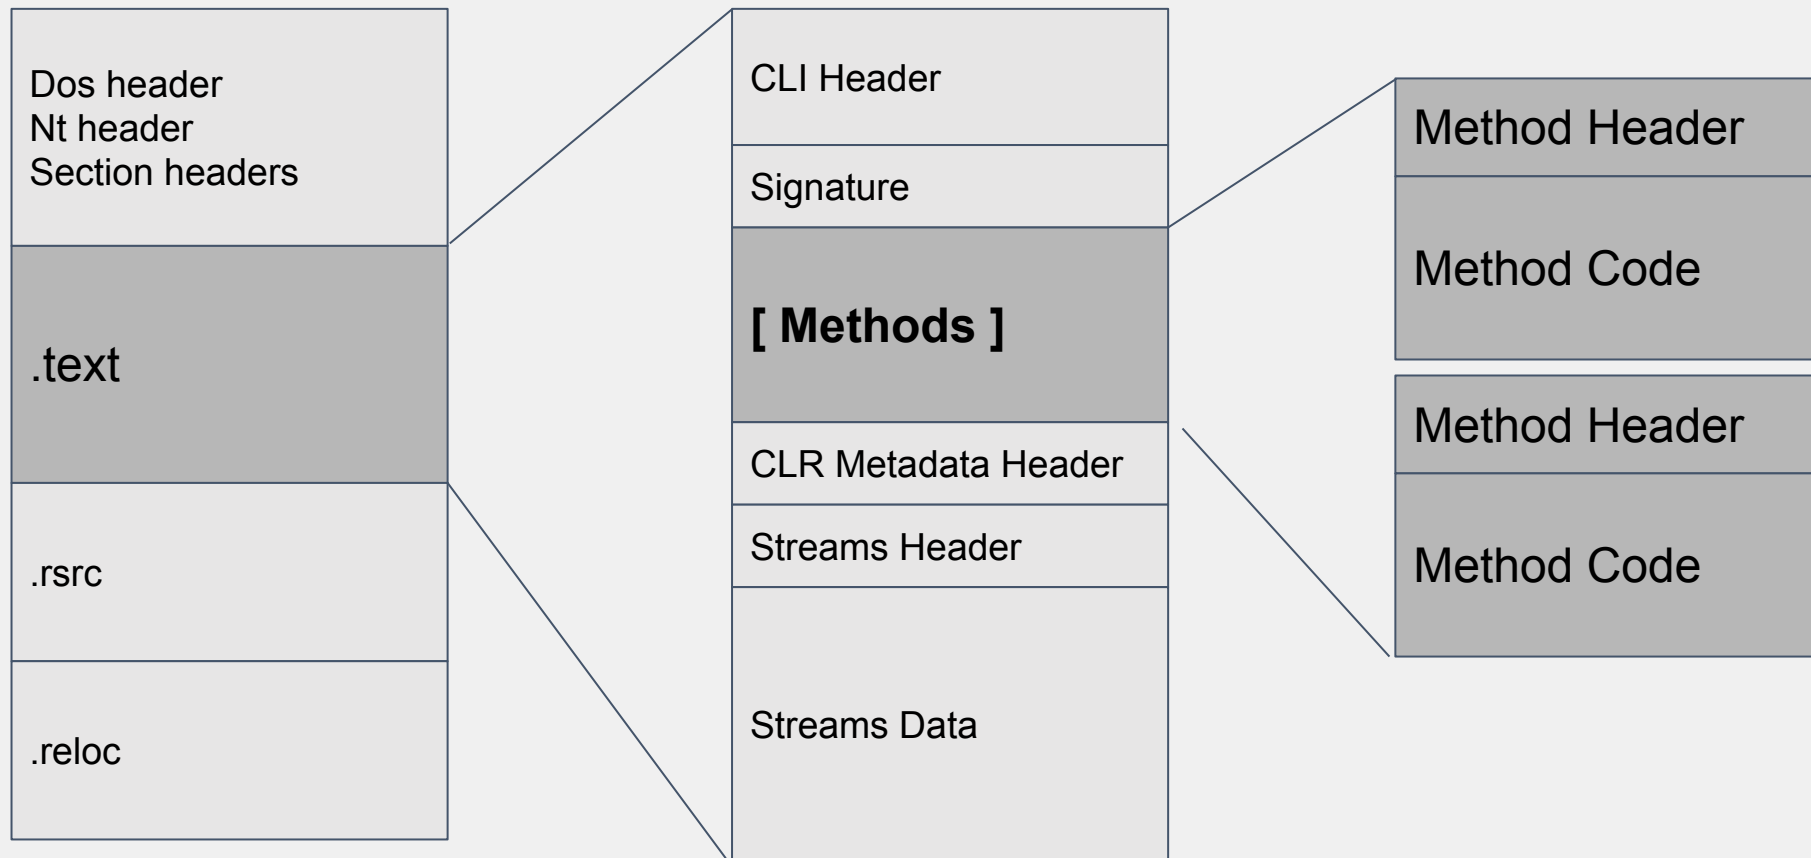 Dos header
Nt header
Section headers
.text
.rsrc
.reloc
CLI Header
Signature
[ Methods ]
CLR Metadata Header
Streams Header
Streams Data
Method Header
Method Code
Method Header
Method Code